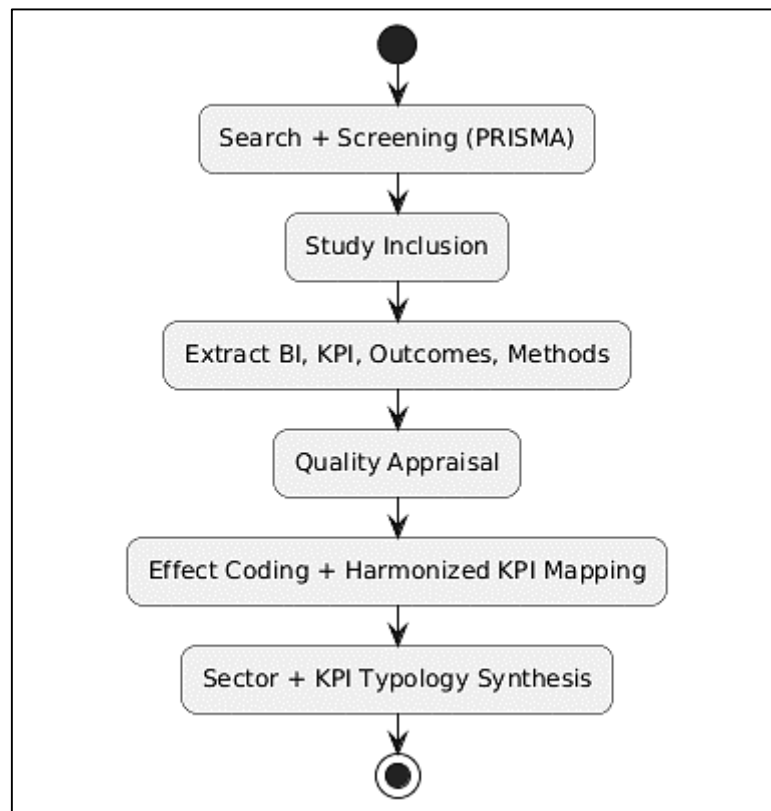 Search + Screening (PRISMA)
Study Inclusion
Extract BI, KPI, Outcomes, Methods
Quality Appraisal
Effect Coding + Harmonized KPI Mapping
Sector + KPI Typology Synthesis